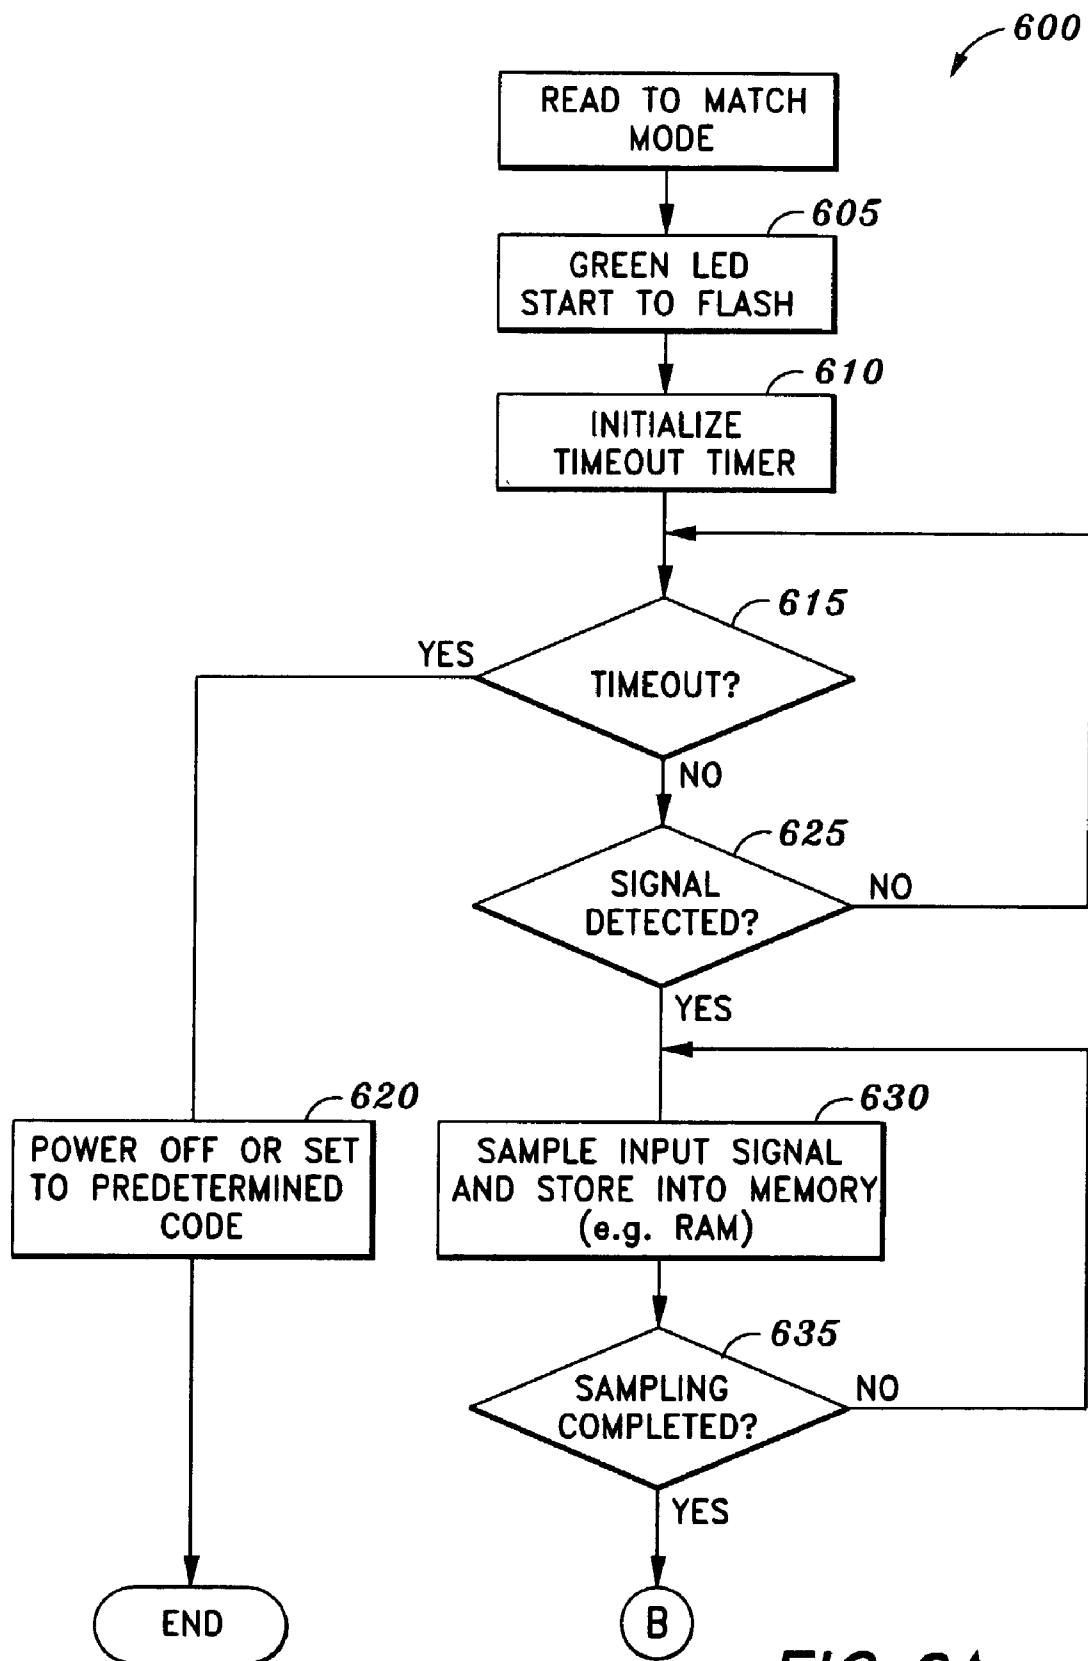 600
READ TO MATCH
MODE
605
GREEN LED
START TO FLASH
610
INITIALIZE
TIMEOUT TIMER
615
YES
TIMEOUT?
NO
625
SIGNAL
DETECTED?
NO
YES
620
POWER OFF OR SET
TO PREDETERMINED
CODE
630
SAMPLE INPUT SIGNAL
AND STORE INTO MEMORY
(e.g. RAM)
635
SAMPLING
COMPLETED?
NO
YES
END
B